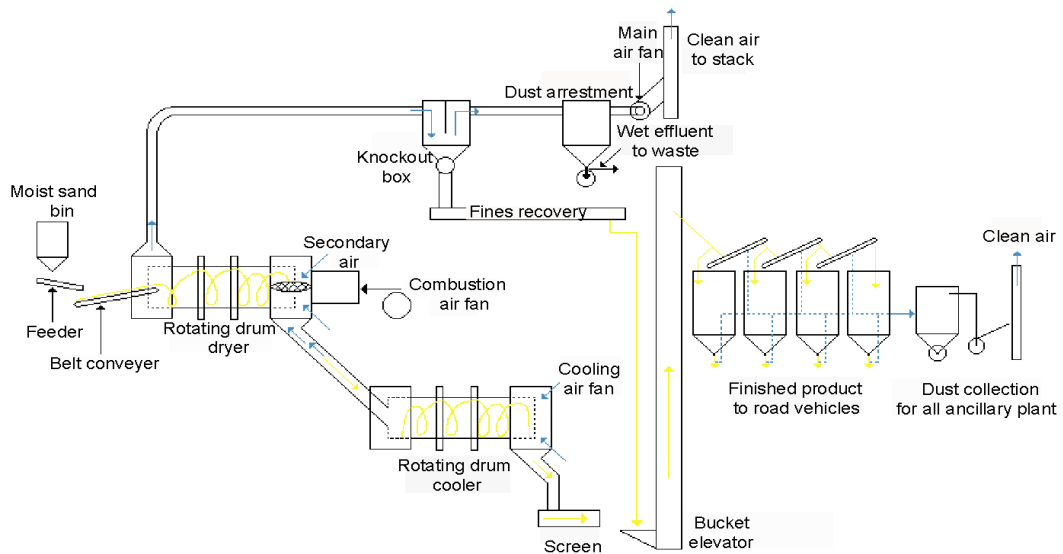 Main
air fan
Clean air
to stack
Dust arrestment
Wet effluent
to waste
Knockout
box
Moist sand
bin
Fines recovery
Secondary
air
Clean air
Combustion
air fan
Feeder
Rotating drum
dryer
Belt conveyer
Cooling
air fan
Finished product
to road vehicles
Dust collection
for all ancillary plant
Rotating drum
cooler
Bucket
elevator
Screen